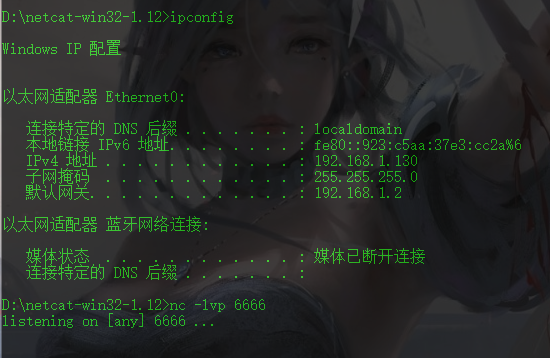 D:\netcat-win32-1.12>ipconfig
Windows IP 配置
以太网适配器 Ethernet0:
连接特定的 DNS 后缀 . . . . . . . : localdomain
本地链接 IPv6 地址. . . . . . . . : fe80::923:c5aa:37e3:cc2a%6
IPv4 地址 . . . . . . . . . . . . : 192.168.1.130
子网掩码 . . . . . . . . . . . . : 255.255.255.0
默认网关. . . . . . . . . . . . . : 192.168.1.2
以太网适配器 蓝牙网络连接:
媒体状态 . . . . . . . . . . . . : 媒体已断开连接
连接特定的 DNS 后缀 . . . . . . . :
D:\netcat-win32-1.12>nc -lvp 6666
listening on [any] 6666 ...